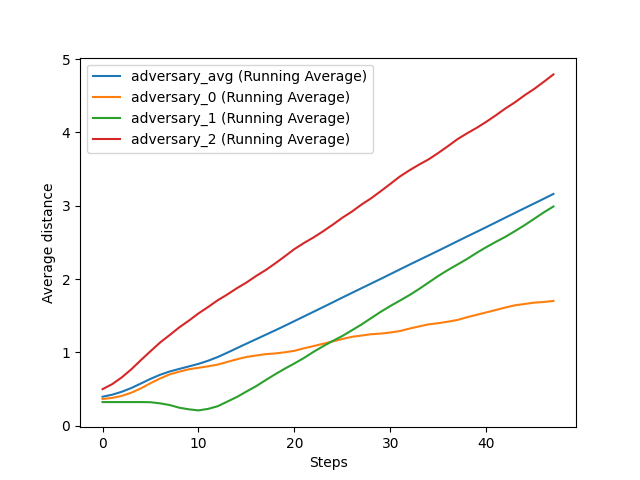 adversary_avg (Running Average)
adversary_0 (Running Average)
adversary_1 (Running Average)
adversary_2 (Running Average)
Average distance
5
4
3
2
1
0
0 10 20 30 40
Steps